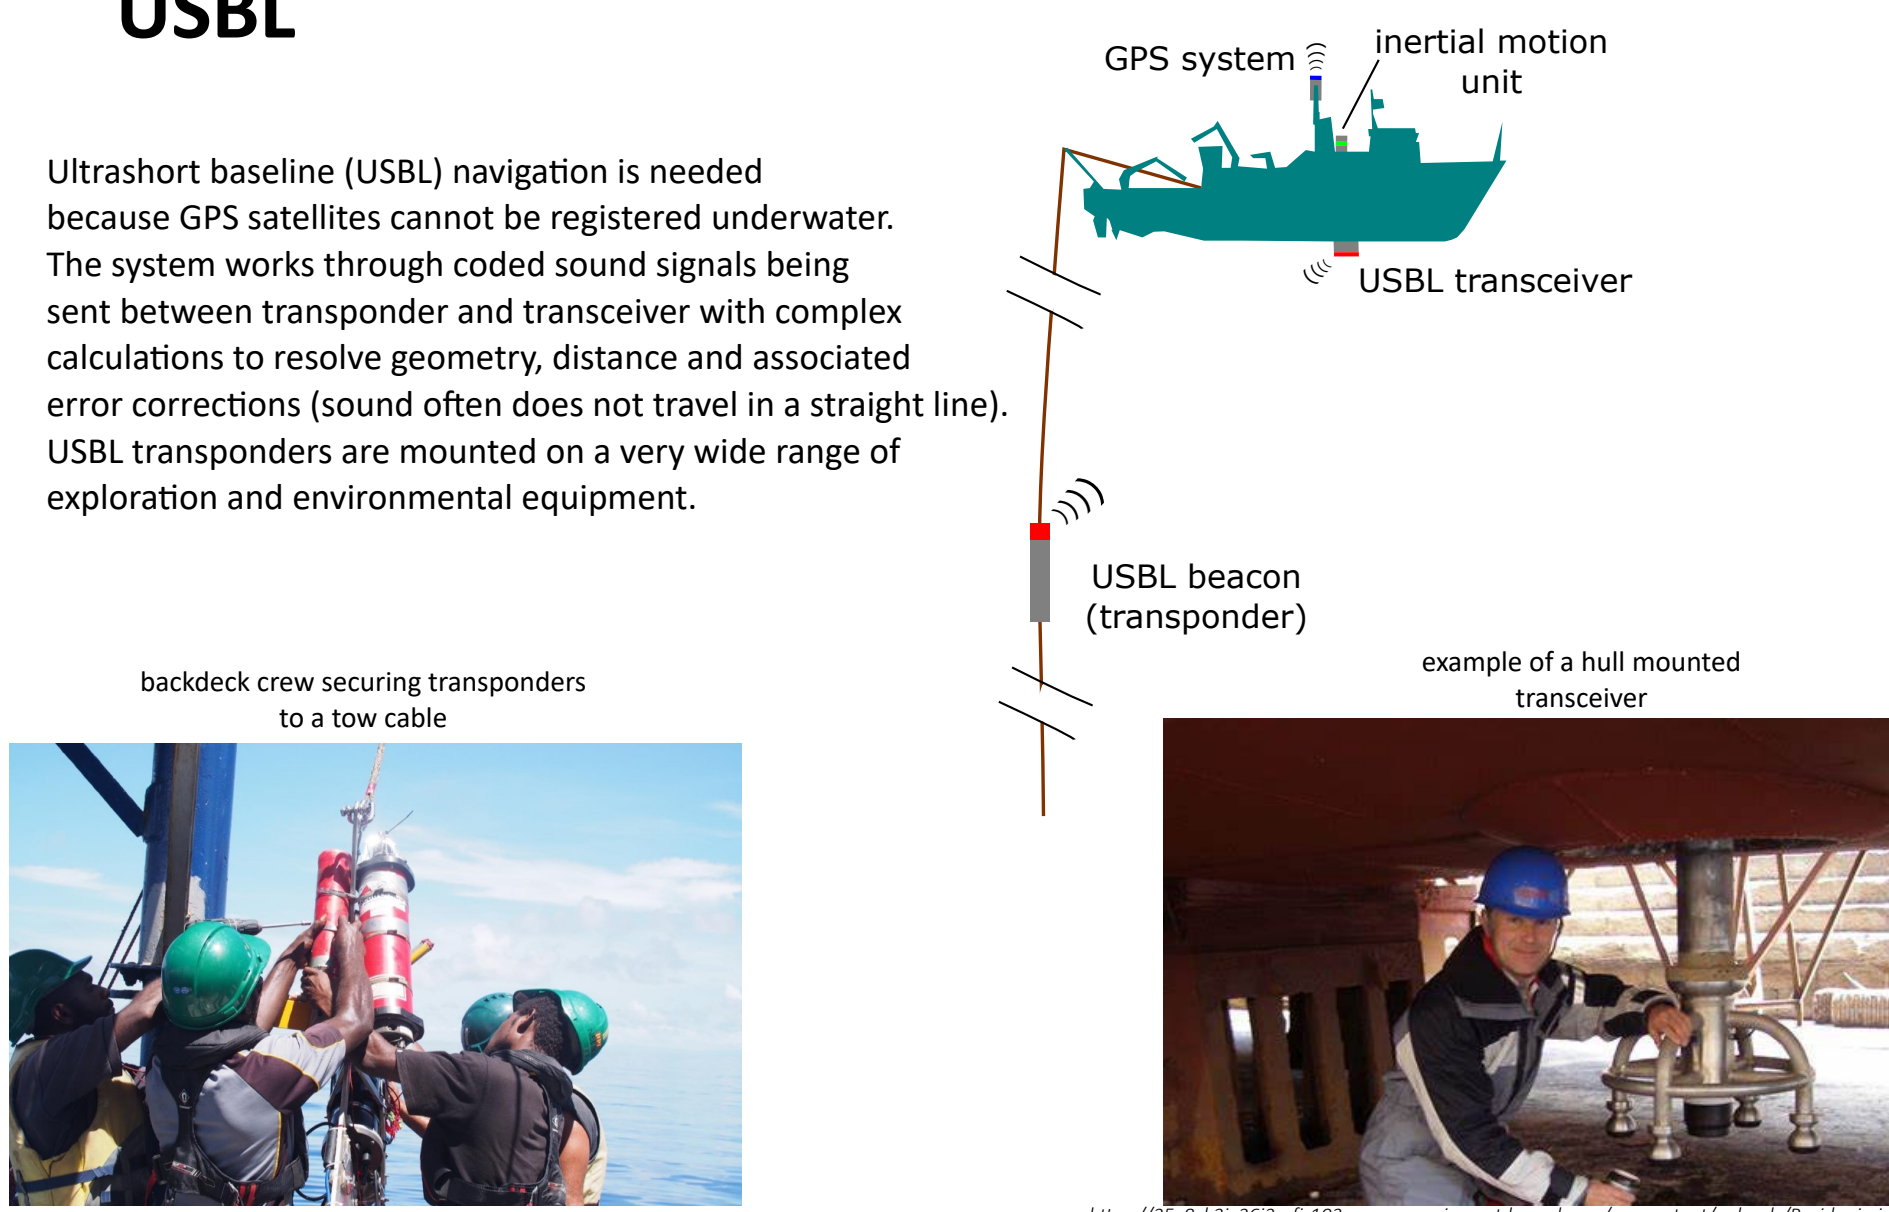 USBL
Ultrashort baseline (USBL) navigation is needed
because GPS satellites cannot be registered underwater.
The system works through coded sound signals being
sent between transponder and transceiver with complex
calculations to resolve geometry, distance and associated
error corrections (sound often does not travel in a straight line).
USBL transponders are mounted on a very wide range of
exploration and environmental equipment.
GPS system
inertial motion
unit
USBL transceiver
USBL beacon
(transponder)
backdeck crew securing transponders
to a tow cable
example of a hull mounted
transceiver